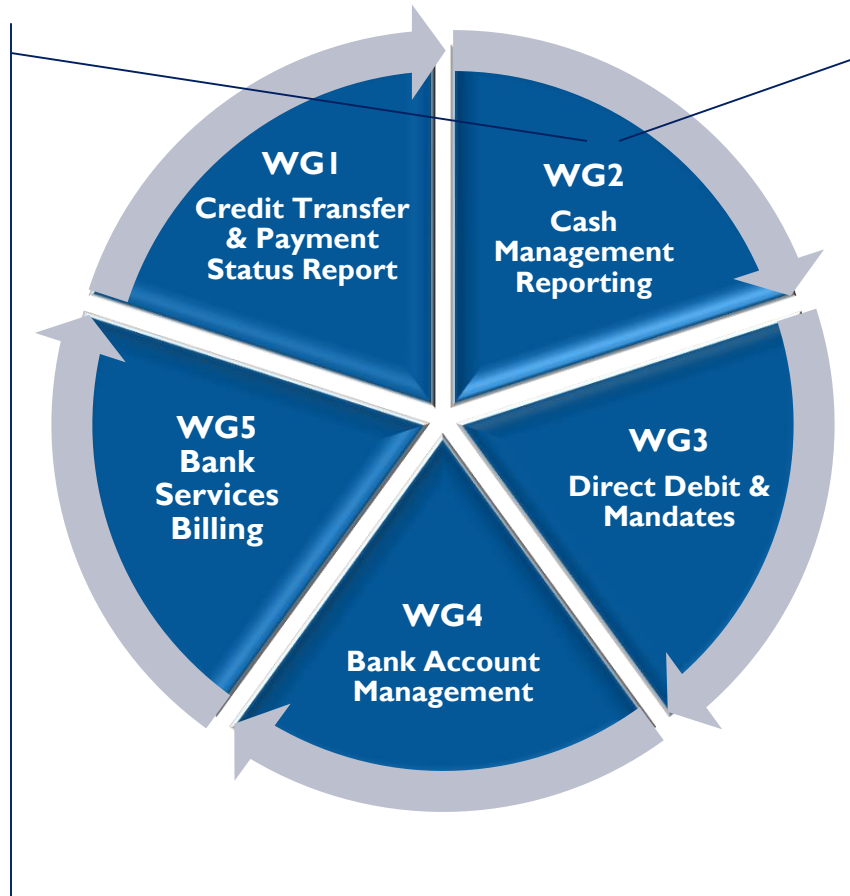 WG1
Credit Transfer
& Payment
Status Report
WG2
Cash
Management
Reporting
WG3
Direct Debit &
Mandates
WG4
Bank Account
Management
WG5
Bank
Services
Billing